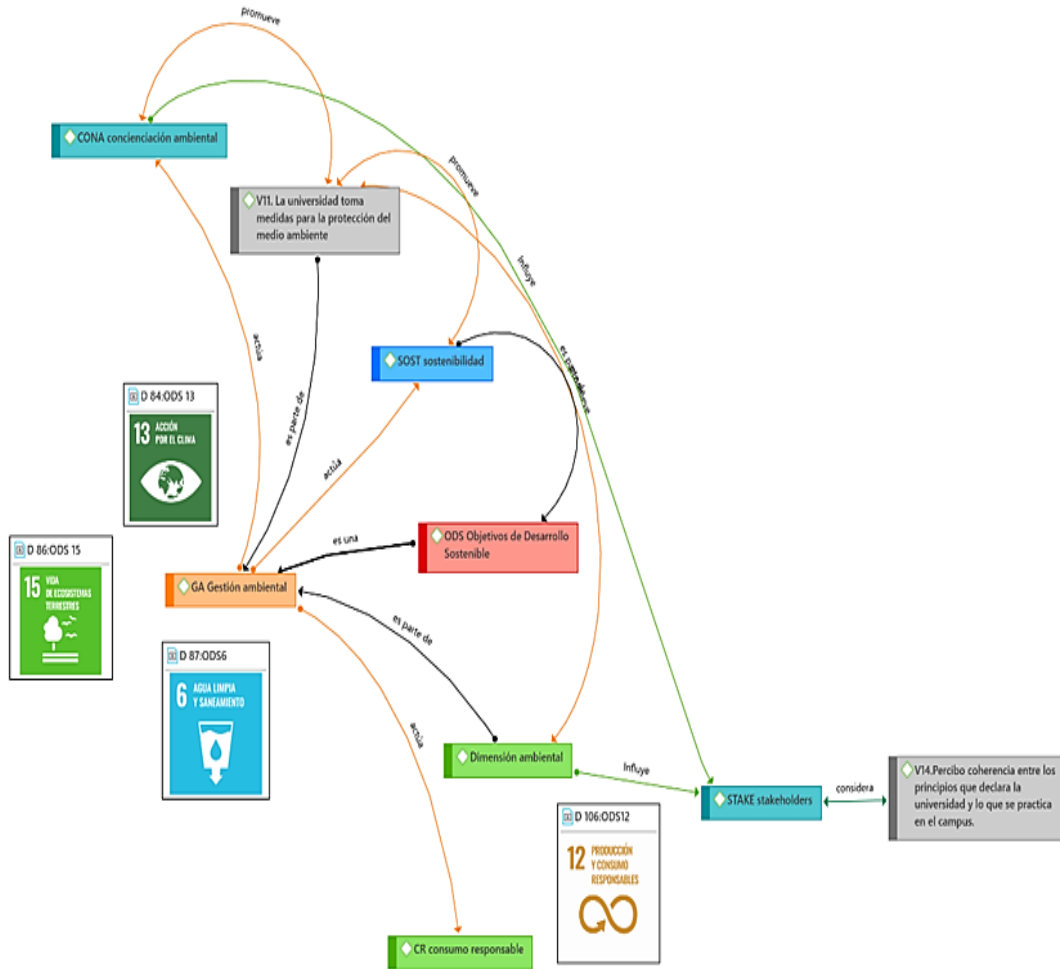 promueve
CONA concienciación ambiental
promueve
V11. La universidad toma
medidas para la protección del
medio ambiente
Influye
actúa
SOST sostenibilidad
es parte de
D 84:ODS 13
13 ACCIÓN
POR EL CLIMA
es parte de
actúa
ODS Objetivos de Desarrollo
Sostenible
es una
D 86:ODS 15
15 VIDA
DE ECOSISTEMAS
TERRESTRES
GA Gestión ambiental
es parte de
D 87:ODS6
6 AGUA LIMPIA
Y SANEAMIENTO
actúa
Dimensión ambiental
Influye
STAKE stakeholders
considera
V14.Percibo coherencia entre los
principios que declara la
universidad y lo que se practica
en el campus.
D 106:ODS12
12 PRODUCCIÓN
Y CONSUMO
RESPONSABLES
CR consumo responsable